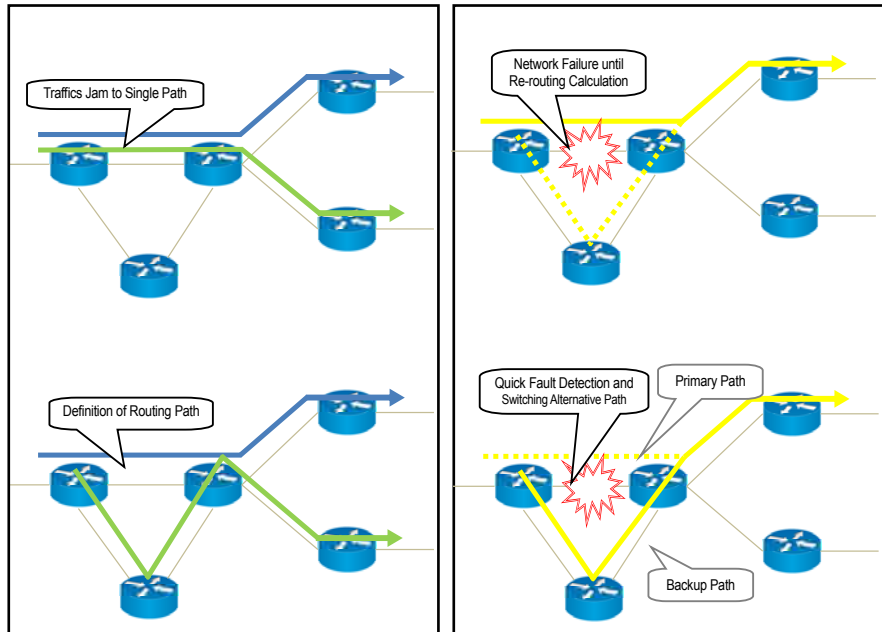 Traffics Jam to Single Path
Definition of Routing Path
Network Failure until
Re-routing Calculation
Quick Fault Detection and
Switching Alternative Path
Primary Path
Backup Path